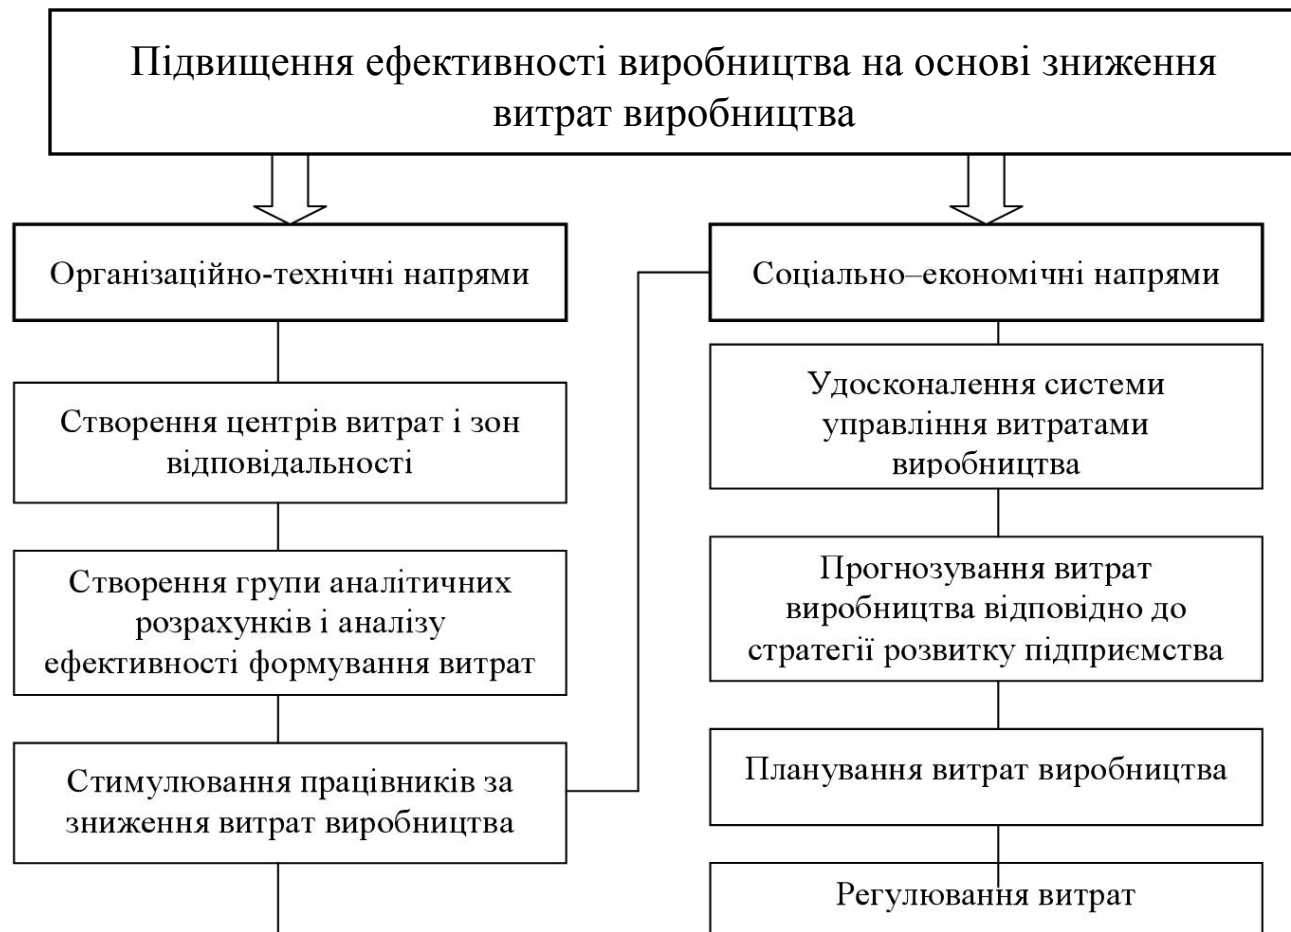 Підвищення ефективності виробництва на основі зниження
витрат виробництва
Організаційно-технічні напрями
Соціально–економічні напрями
Створення центрів витрат і зон
відповідальності
Створення групи аналітичних
розрахунків і аналізу
ефективності формування витрат
Стимулювання працівників за
зниження витрат виробництва
Удосконалення системи
управління витратами
виробництва
Прогнозування витрат
виробництва відповідно до
стратегії розвитку підприємства
Планування витрат виробництва
Регулювання витрат